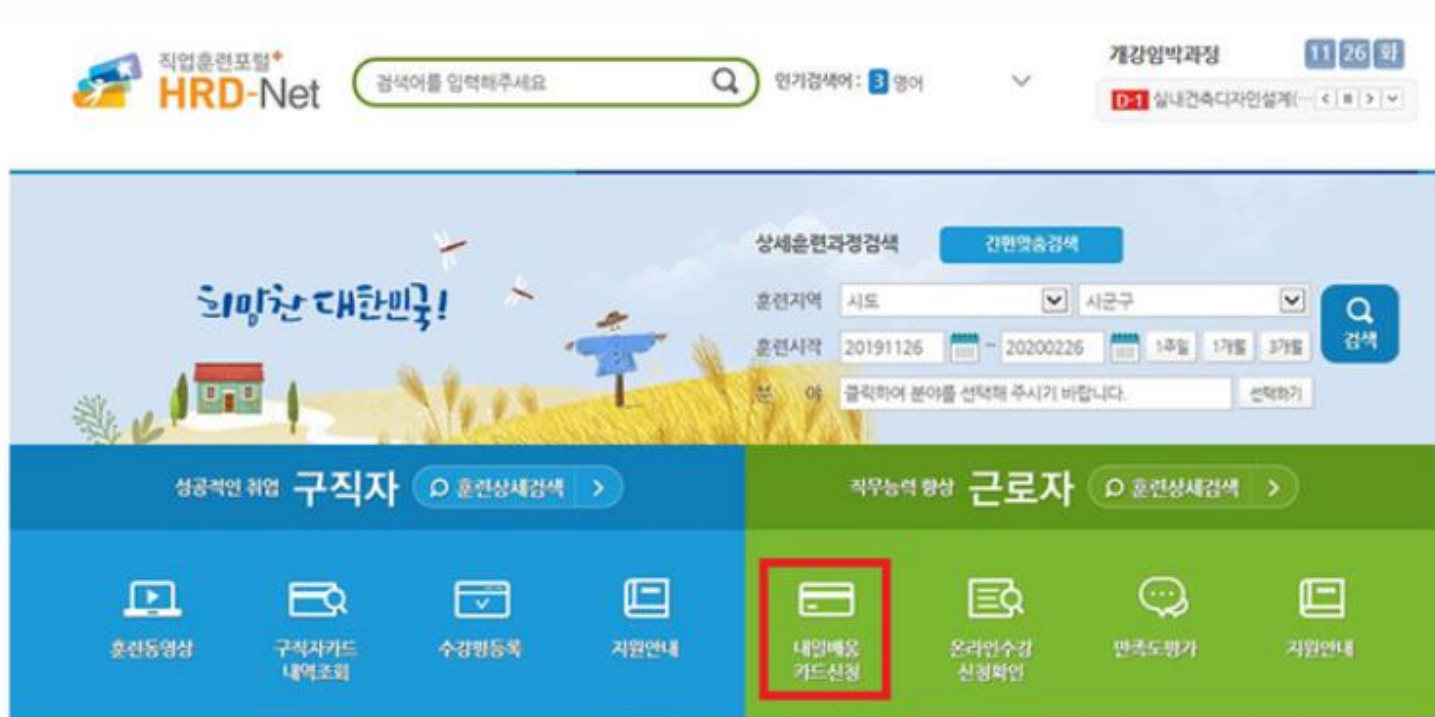 직업훈련포털+
HRD-Net
검색어를 입력해주세요
인기검색어 : 3 영어
개강임박과정
11 26 화
D-1 실내건축디자인설계(…
희망찬 대한민국!
상세훈련과정검색
간편맞춤검색
훈련지역 시도 시군구
훈련시작 20191126 ~ 20200226 1주일 1개월 3개월
분 야 클릭하여 분야를 선택해 주시기 바랍니다. 선택하기
검색
성공적인 취업 구직자 훈련상세검색 >
직무능력 향상 근로자 훈련상세검색 >
훈련동영상
구직자카드
내역조회
수강평등록
지원안내
내일배움
카드신청
온라인수강
신청확인
만족도평가
지원안내